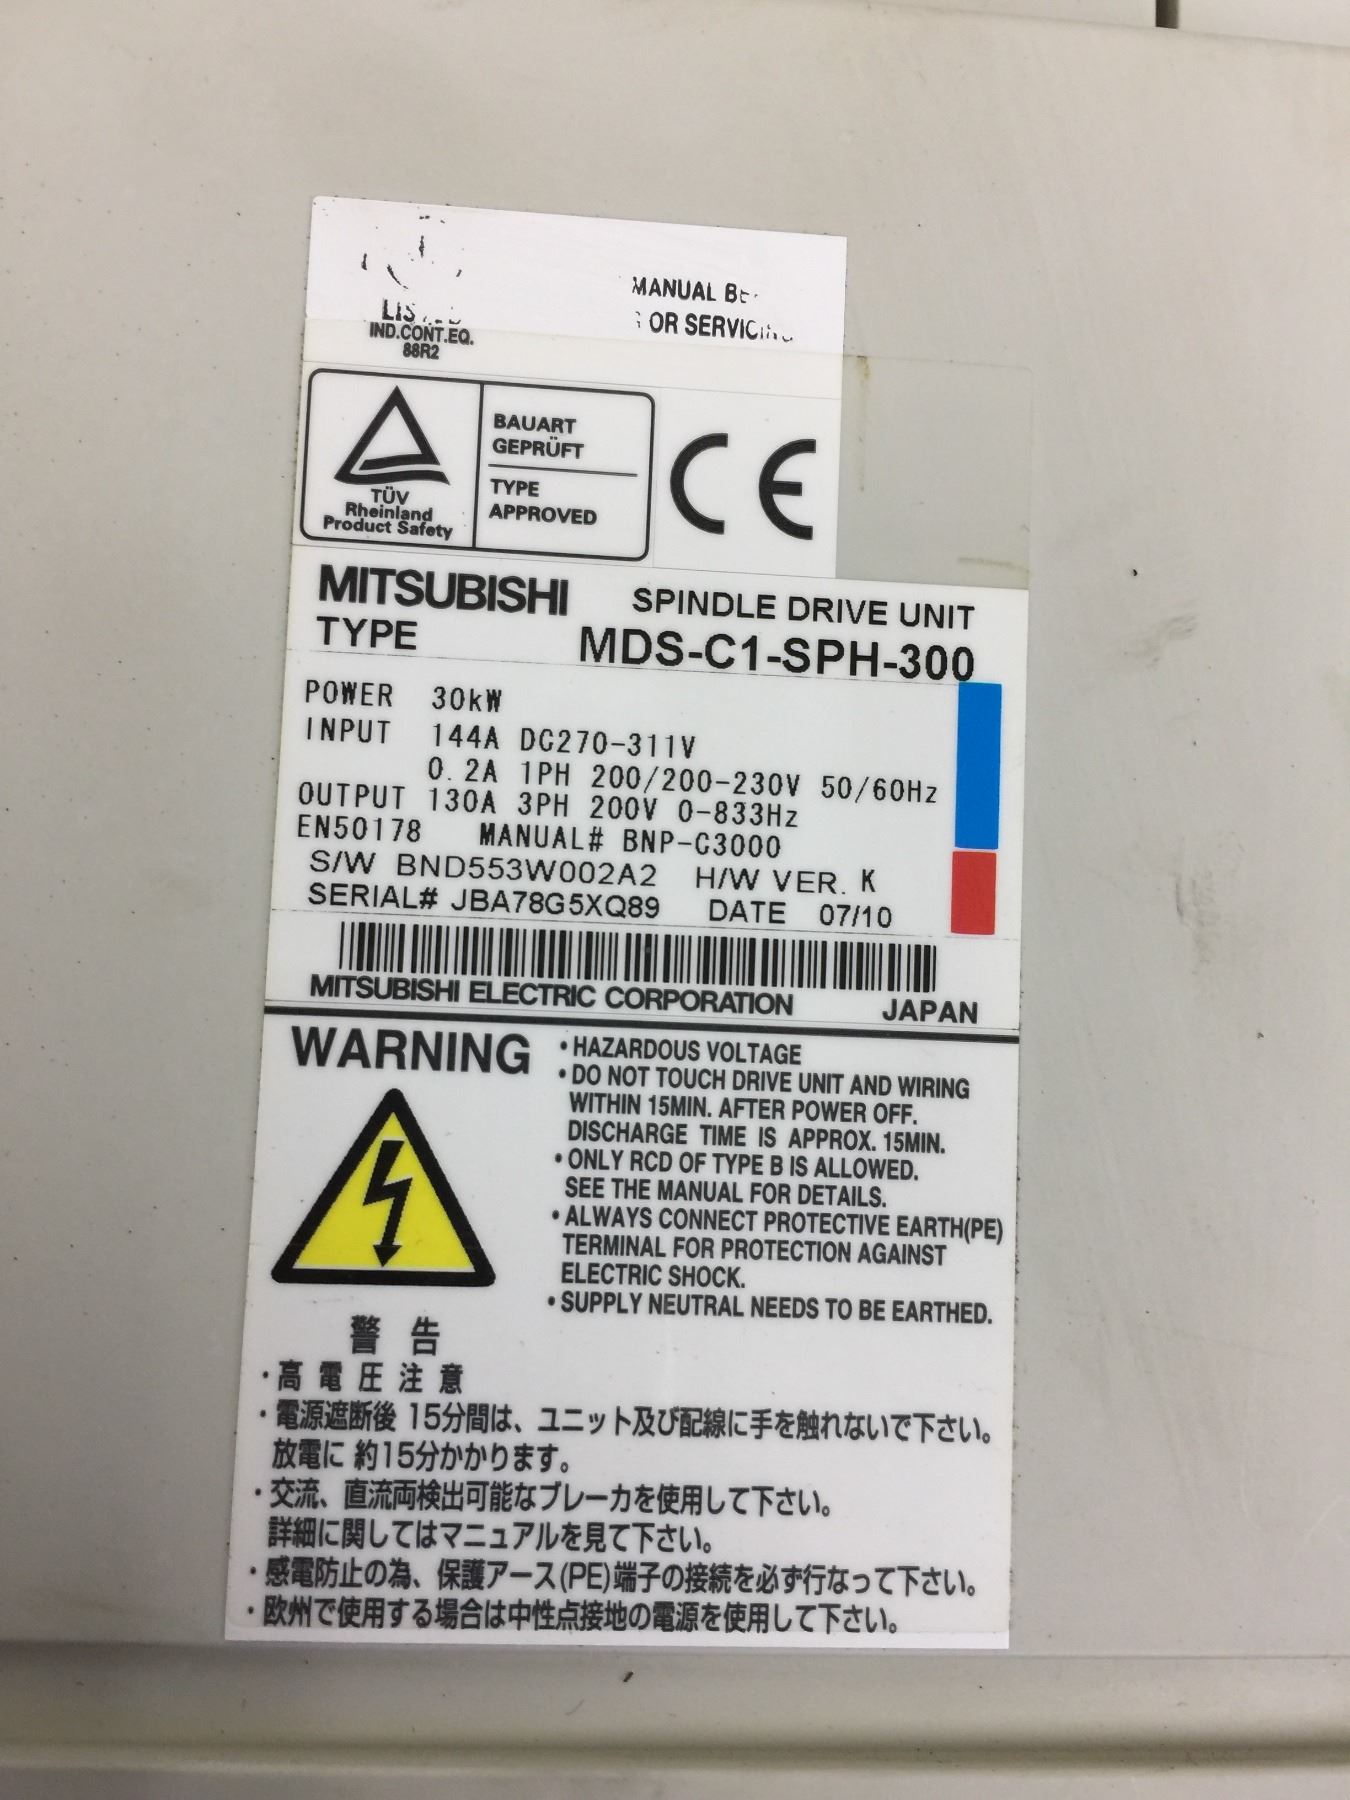 MANUAL
OR
IND.CONT.EQ.
88R2
TÜV
Rheinland
Product Safety
BAUART
GEPRÜFT
TYPE
APPROVED
CE
MITSUBISHI SPINDLE DRIVE UNIT
TYPE MDS-C1-SPH-300
POWER 30kW
INPUT 144A DC270-311V
0.2A 1PH 200/200-230V 50/60Hz
OUTPUT 130A 3PH 200V 0-833Hz
EN50178 MANUAL# BNP-C3000
S/W BND553W002A2 H/W VER. K
SERIAL# JBA78G5XQ89 DATE 07/10
MITSUBISHI ELECTRIC CORPORATION JAPAN
WARNING
・HAZARDOUS VOLTAGE
・DO NOT TOUCH DRIVE UNIT AND WIRING
WITHIN 15MIN. AFTER POWER OFF.
DISCHARGE TIME IS APPROX. 15MIN.
・ONLY RCD OF TYPE B IS ALLOWED.
SEE THE MANUAL FOR DETAILS.
・ALWAYS CONNECT PROTECTIVE EARTH(PE)
TERMINAL FOR PROTECTION AGAINST
ELECTRIC SHOCK.
・SUPPLY NEUTRAL NEEDS TO BE EARTHED.
警 告
・高 電 圧 注 意
・電源遮断後 15分間は、ユニット及び配線に手を触れないで下さい。
放電に 約15分かかります。
・交流、直流両検出可能なブレーカを使用して下さい。
詳細に関してはマニュアルを見て下さい。
・感電防止の為、保護アース(PE)端子の接続を必ず行なって下さい。
・欧州で使用する場合は中性点接地の電源を使用して下さい。